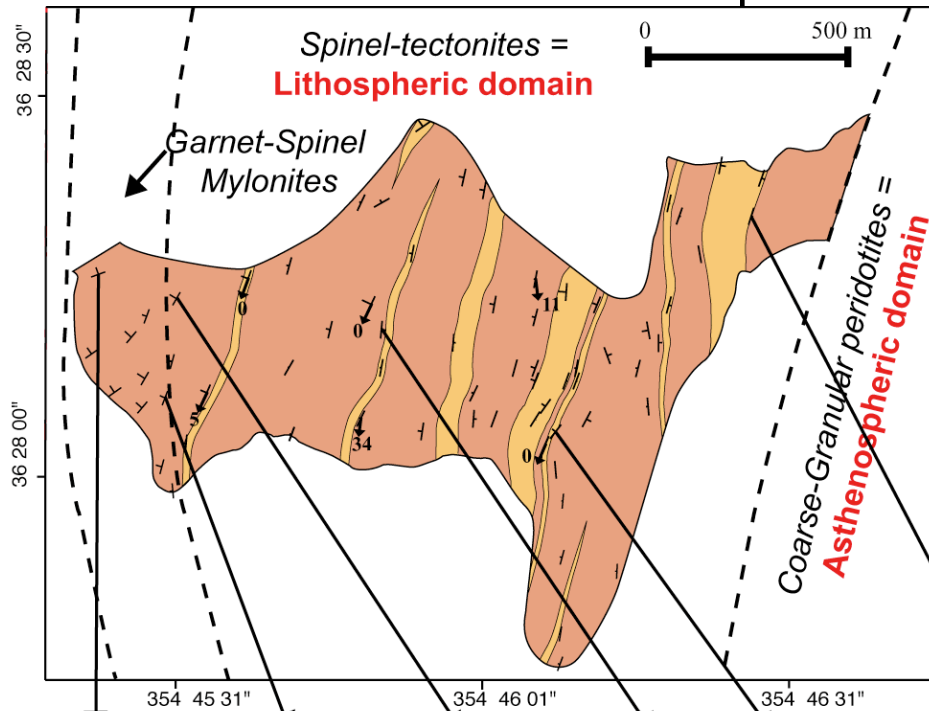 0 500 m
Spinel-tectonites =
Lithospheric domain
Garnet-Spinel
Mylonites
36 28 30"
36 28 00"
0
0
11
5
34
0
Coarse-Granular peridotites =
Asthenospheric domain
354 45 31"
354 46 01"
354 46 31"